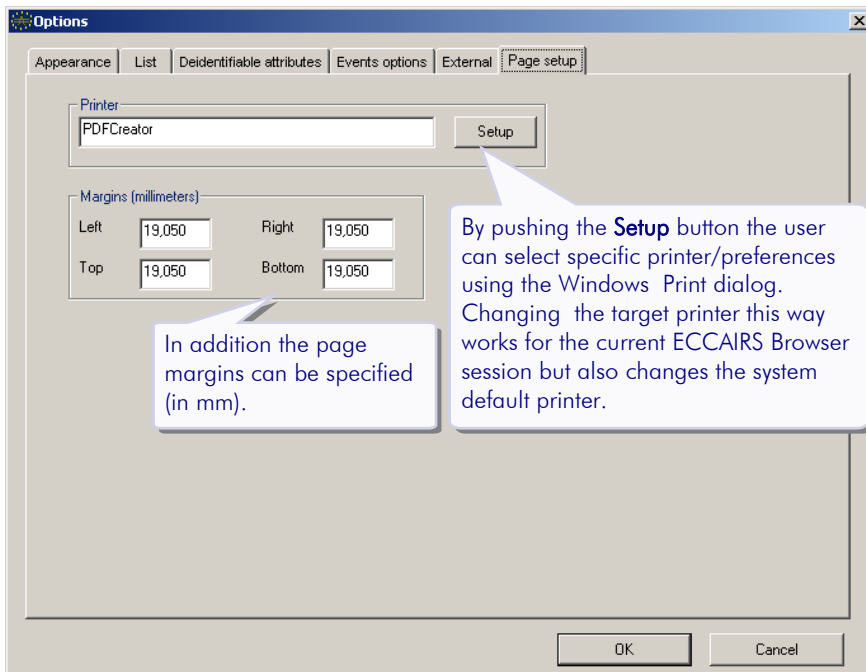 Options
Appearance List Deidentifiable attributes Events options External Page setup
Printer
PDFCreator Setup
Margins (millimeters)
Left 19,050 Right 19,050
Top 19,050 Bottom 19,050
By pushing the Setup button the user
can select specific printer/preferences
using the Windows Print dialog.
Changing the target printer this way
works for the current ECCAIRS Browser
session but also changes the system
default printer.
In addition the page
margins can be specified
(in mm).
OK Cancel